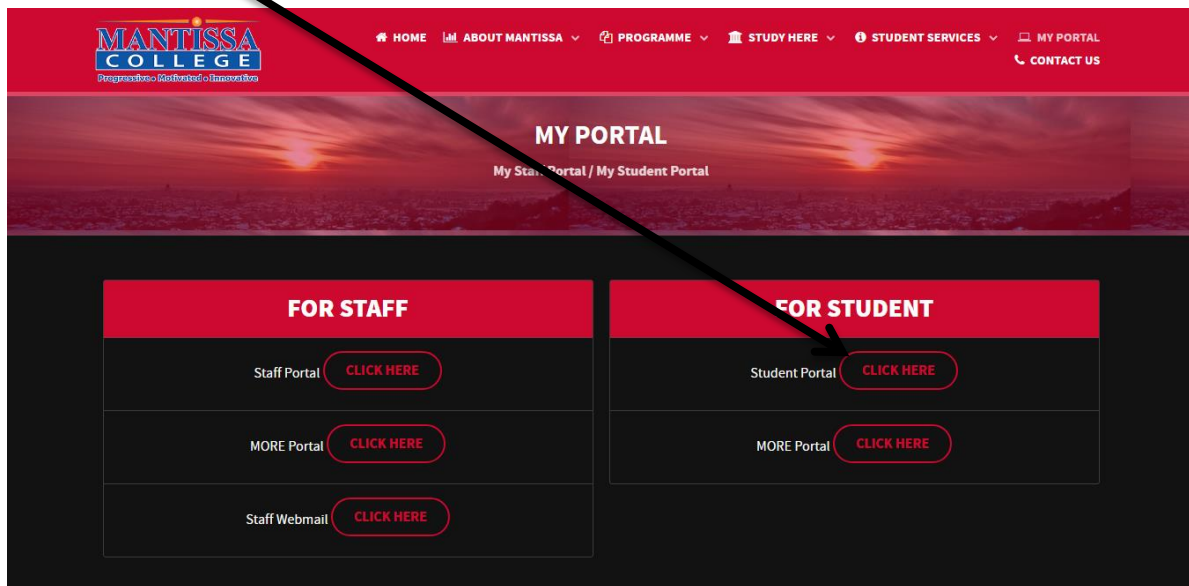 MANTISSA
COLLEGE
Progressive • Motivated • Innovative
HOME ABOUT MANTISSA PROGRAMME STUDY HERE STUDENT SERVICES MY PORTAL
CONTACT US
MY PORTAL
My Staff Portal / My Student Portal
FOR STAFF
Staff Portal CLICK HERE
MORE Portal CLICK HERE
Staff Webmail CLICK HERE
FOR STUDENT
Student Portal CLICK HERE
MORE Portal CLICK HERE